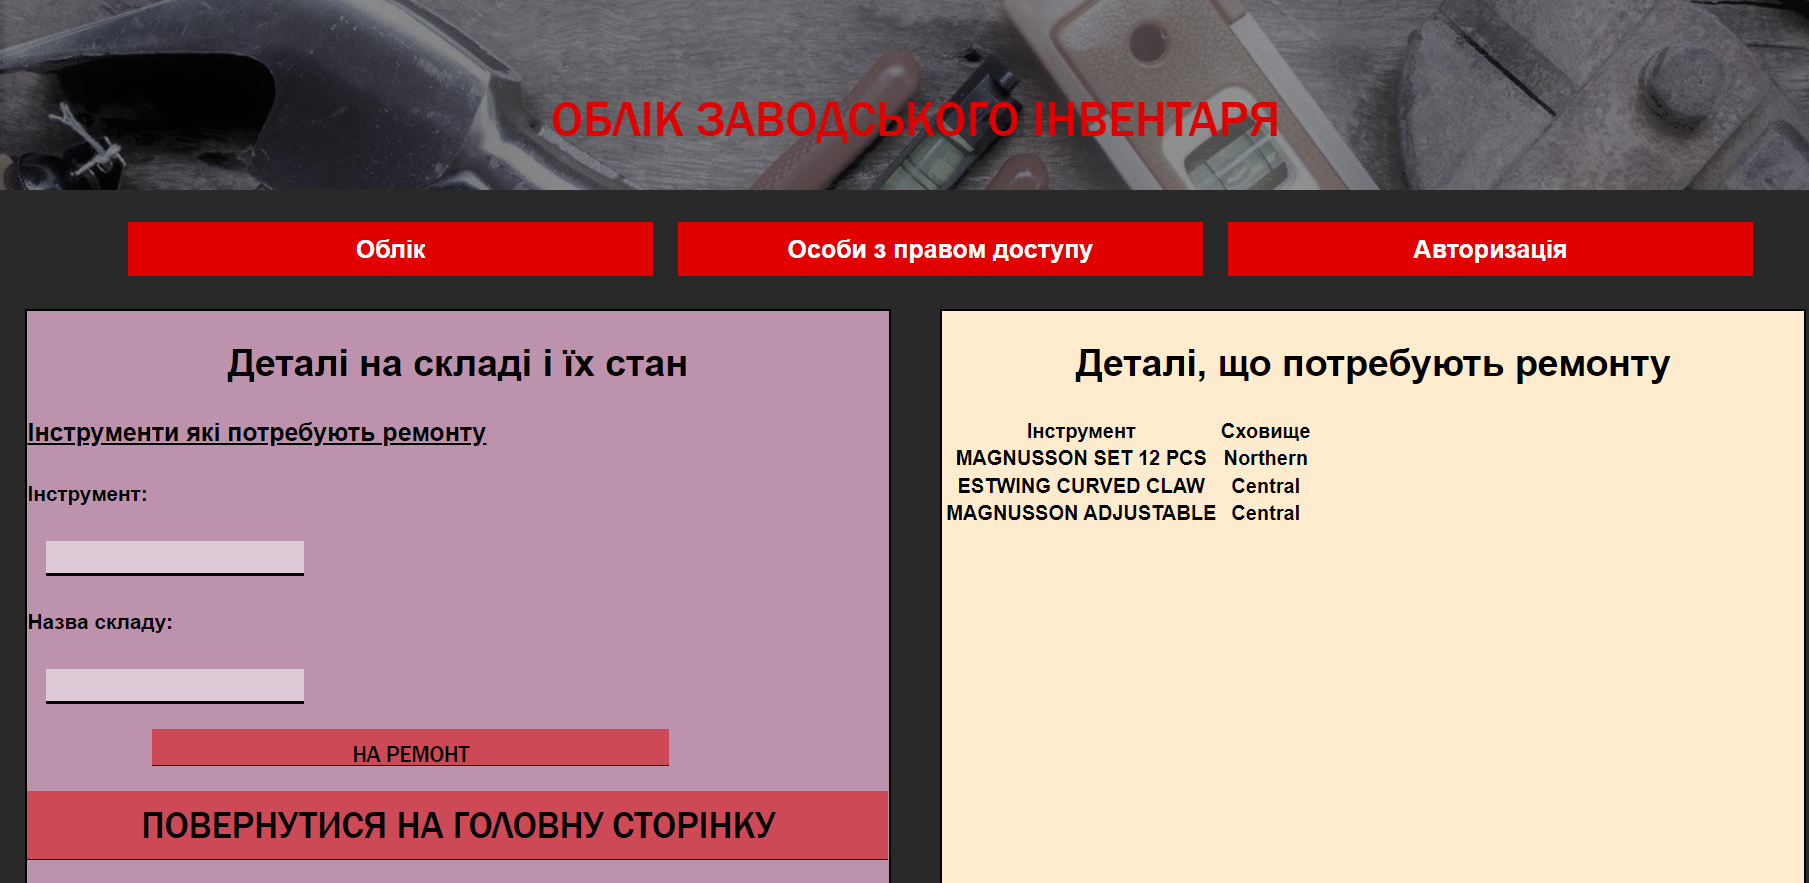 ОБЛІК ЗАВОДСЬКОГО ІНВЕНТАРЯ
Облік
Особи з правом доступу
Авторизація
Деталі на складі і їх стан
Інструменти які потребують ремонту
Інструмент:
Назва складу:
НА РЕМОНТ
ПОВЕРНУТИСЯ НА ГОЛОВНУ СТОРІНКУ
Деталі, що потребують ремонту
Інструмент Сховище
MAGNUSSON SET 12 PCS Northern
ESTWING CURVED CLAW Central
MAGNUSSON ADJUSTABLE Central